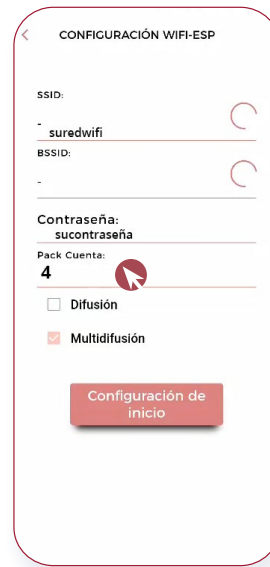 CONFIGURACIÓN WIFI-ESP
SSID:
-
suredwifi
BSSID:
-
Contraseña:
sucontraseña
Pack Cuenta:
4
Difusión
Multidifusión
Configuración de
inicio